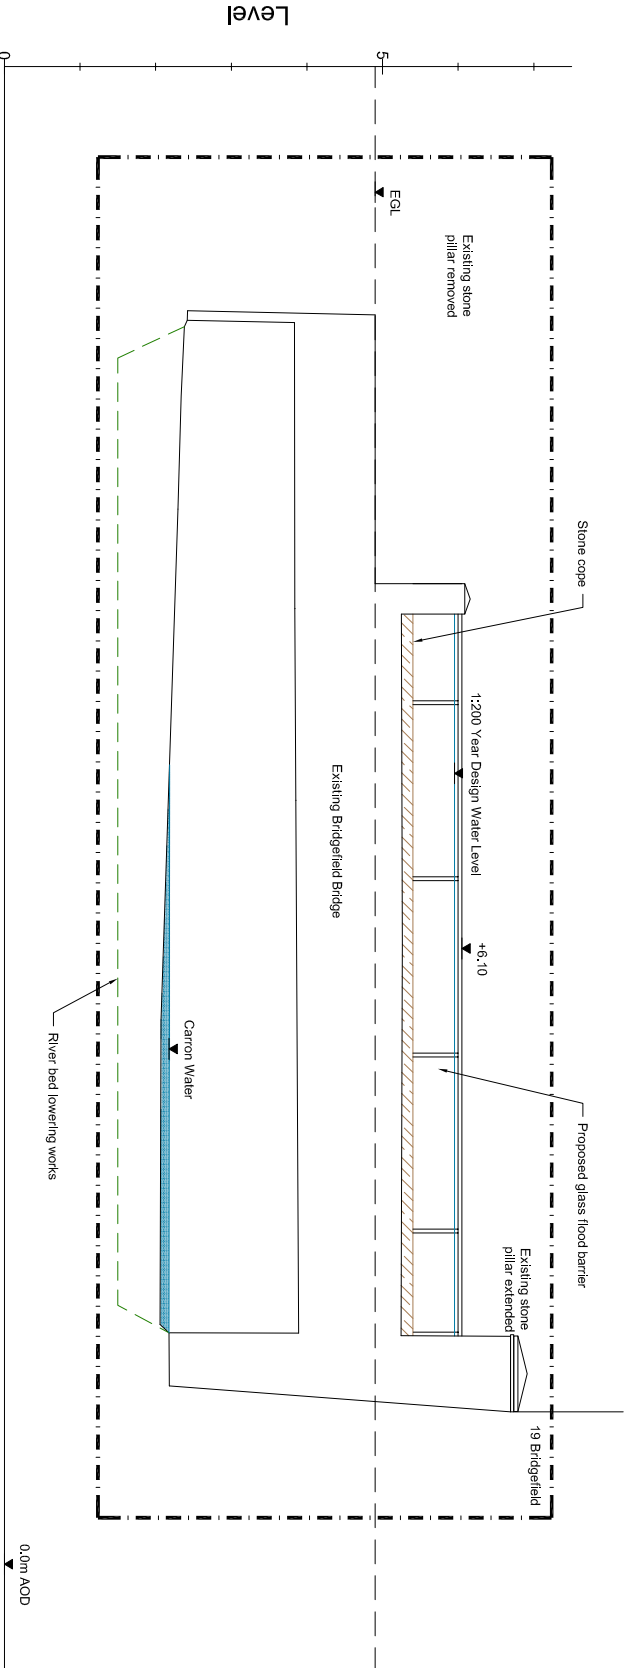 Level
0
5
EGL
Existing stone
pillar removed
Stone cope
1:200 Year Design Water Level
+6.10
Existing Bridgefield Bridge
Carron Water
River bed lowering works
Proposed glass flood barrier
Existing stone
pillar extended
19 Bridgefield
0.0m AOD